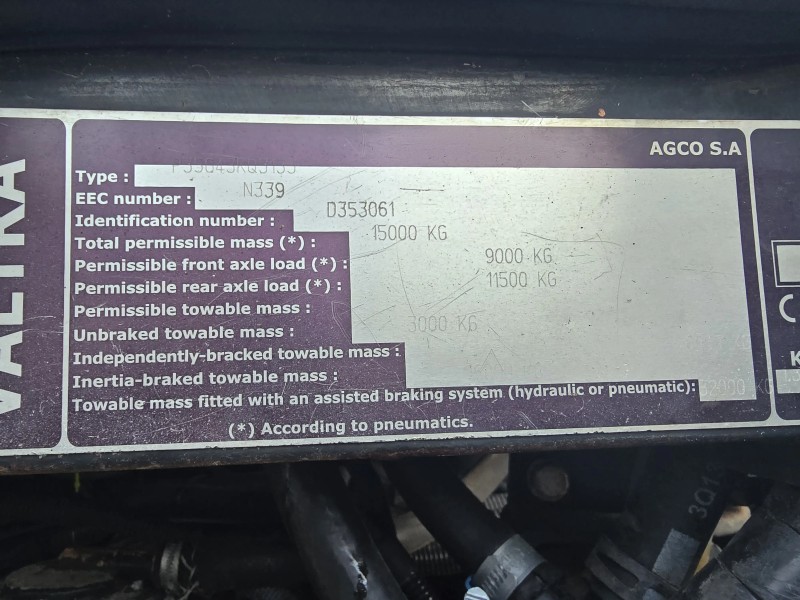 VALTRA
AGCO S.A
Type :
EEC number : N339
Identification number : D353061
Total permissible mass (*) : 15000 KG
Permissible front axle load (*) : 9000 KG
Permissible rear axle load (*) : 11500 KG
Permissible towable mass :
Unbraked towable mass : 3000 KG
Independently-bracked towable mass :
Inertia-braked towable mass :
Towable mass fitted with an assisted braking system (hydraulic or pneumatic):
(*) According to pneumatics.
K
3Q1